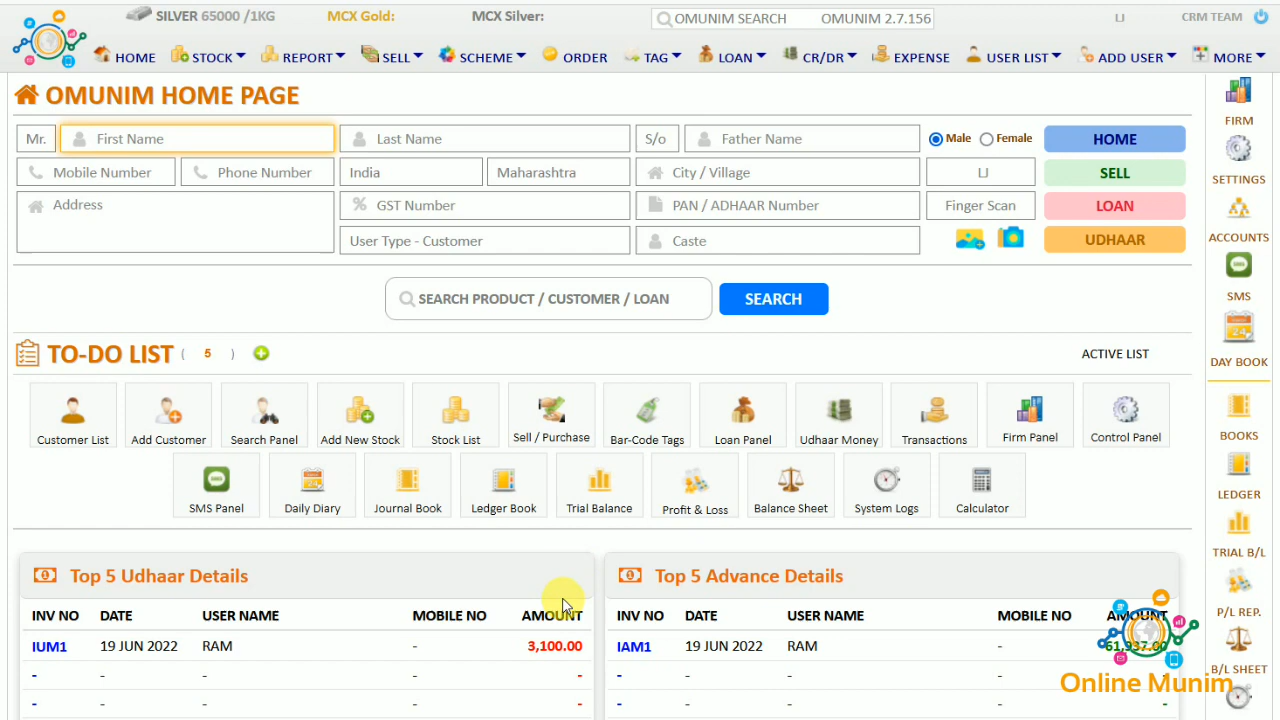 SILVER 65000 /1KG
MCX Gold:
MCX Silver:
OMUNIM SEARCH
OMUNIM 2.7.156
LJ
CRM TEAM
HOME
STOCK
REPORT
SELL
SCHEME
ORDER
TAG
LOAN
CR/DR
EXPENSE
USER LIST
ADD USER
MORE
OMUNIM HOME PAGE
Mr.
First Name
Last Name
S/o
Father Name
Male
Female
HOME
Mobile Number
Phone Number
India
Maharashtra
City / Village
LJ
SELL
Address
GST Number
PAN / ADHAAR Number
Finger Scan
LOAN
User Type - Customer
Caste
UDHAAR
SEARCH PRODUCT / CUSTOMER / LOAN
SEARCH
TO-DO LIST ( 5 )
ACTIVE LIST
Customer List
Add Customer
Search Panel
Add New Stock
Stock List
Sell / Purchase
Bar-Code Tags
Loan Panel
Udhaar Money
Transactions
Firm Panel
Control Panel
SMS Panel
Daily Diary
Journal Book
Ledger Book
Trial Balance
Profit & Loss
Balance Sheet
System Logs
Calculator
Top 5 Udhaar Details
INV NO DATE USER NAME MOBILE NO AMOUNT
IUM1 19 JUN 2022 RAM - 3,100.00
- - - - -
- - - - -
Top 5 Advance Details
INV NO DATE USER NAME MOBILE NO AMOUNT
IAM1 19 JUN 2022 RAM - 61,937.00
- - - - -
- - - - -
FIRM
SETTINGS
ACCOUNTS
SMS
DAY BOOK
BOOKS
LEDGER
TRIAL B/L
P/L REP.
B/L SHEET
Online Munim